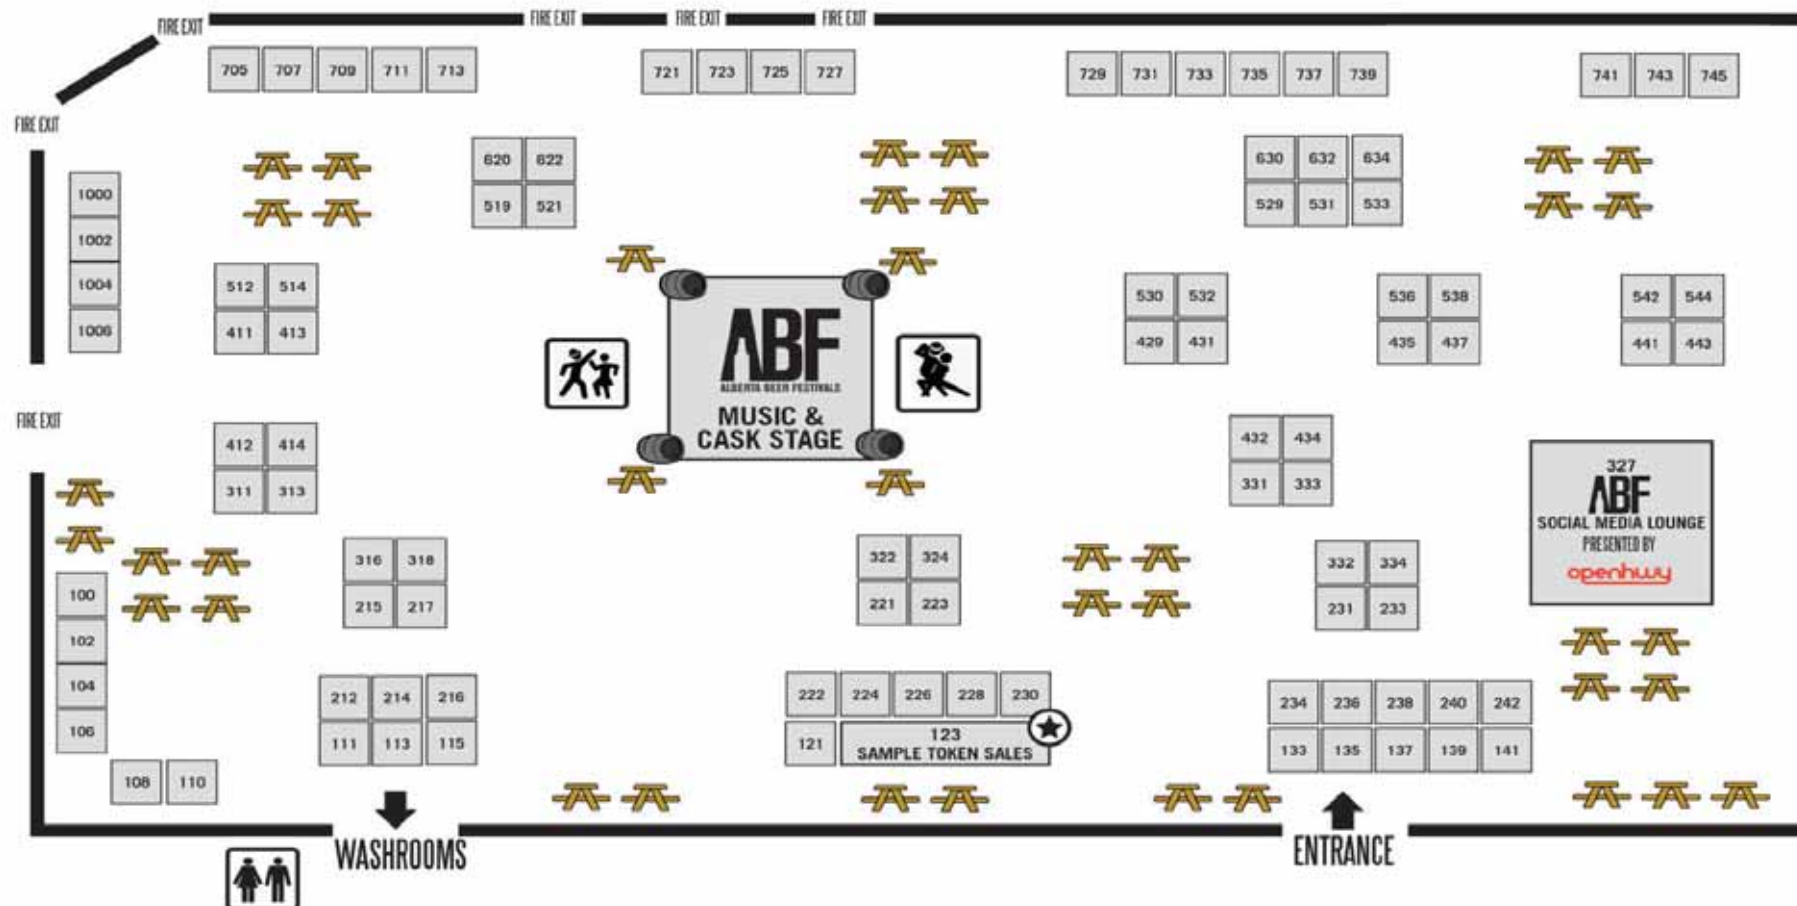 FIRE EXIT FIRE EXIT FIRE EXIT FIRE EXIT
705 707 709 711 713 721 723 725 727 729 731 733 735 737 739 741 743 745
FIRE EXIT
620 622 630 632 634
519 521 529 531 533
1000
1002
1004
1006
512 514 530 532 536 538 542 544
411 413 429 431 435 437 441 443
ABF
ALBERTA BEER FESTIVALS
MUSIC &
CASK STAGE
FIRE EXIT
412 414 432 434
311 313 331 333
327
ABF
SOCIAL MEDIA LOUNGE
PRESENTED BY
openhwy
316 318 322 324 332 334
215 217 221 223 231 233
100
102
104
106
108 110
212 214 216 222 224 226 228 230 234 236 238 240 242
111 113 115 121 123 133 135 137 139 141
SAMPLE TOKEN SALES
WASHROOMS ENTRANCE